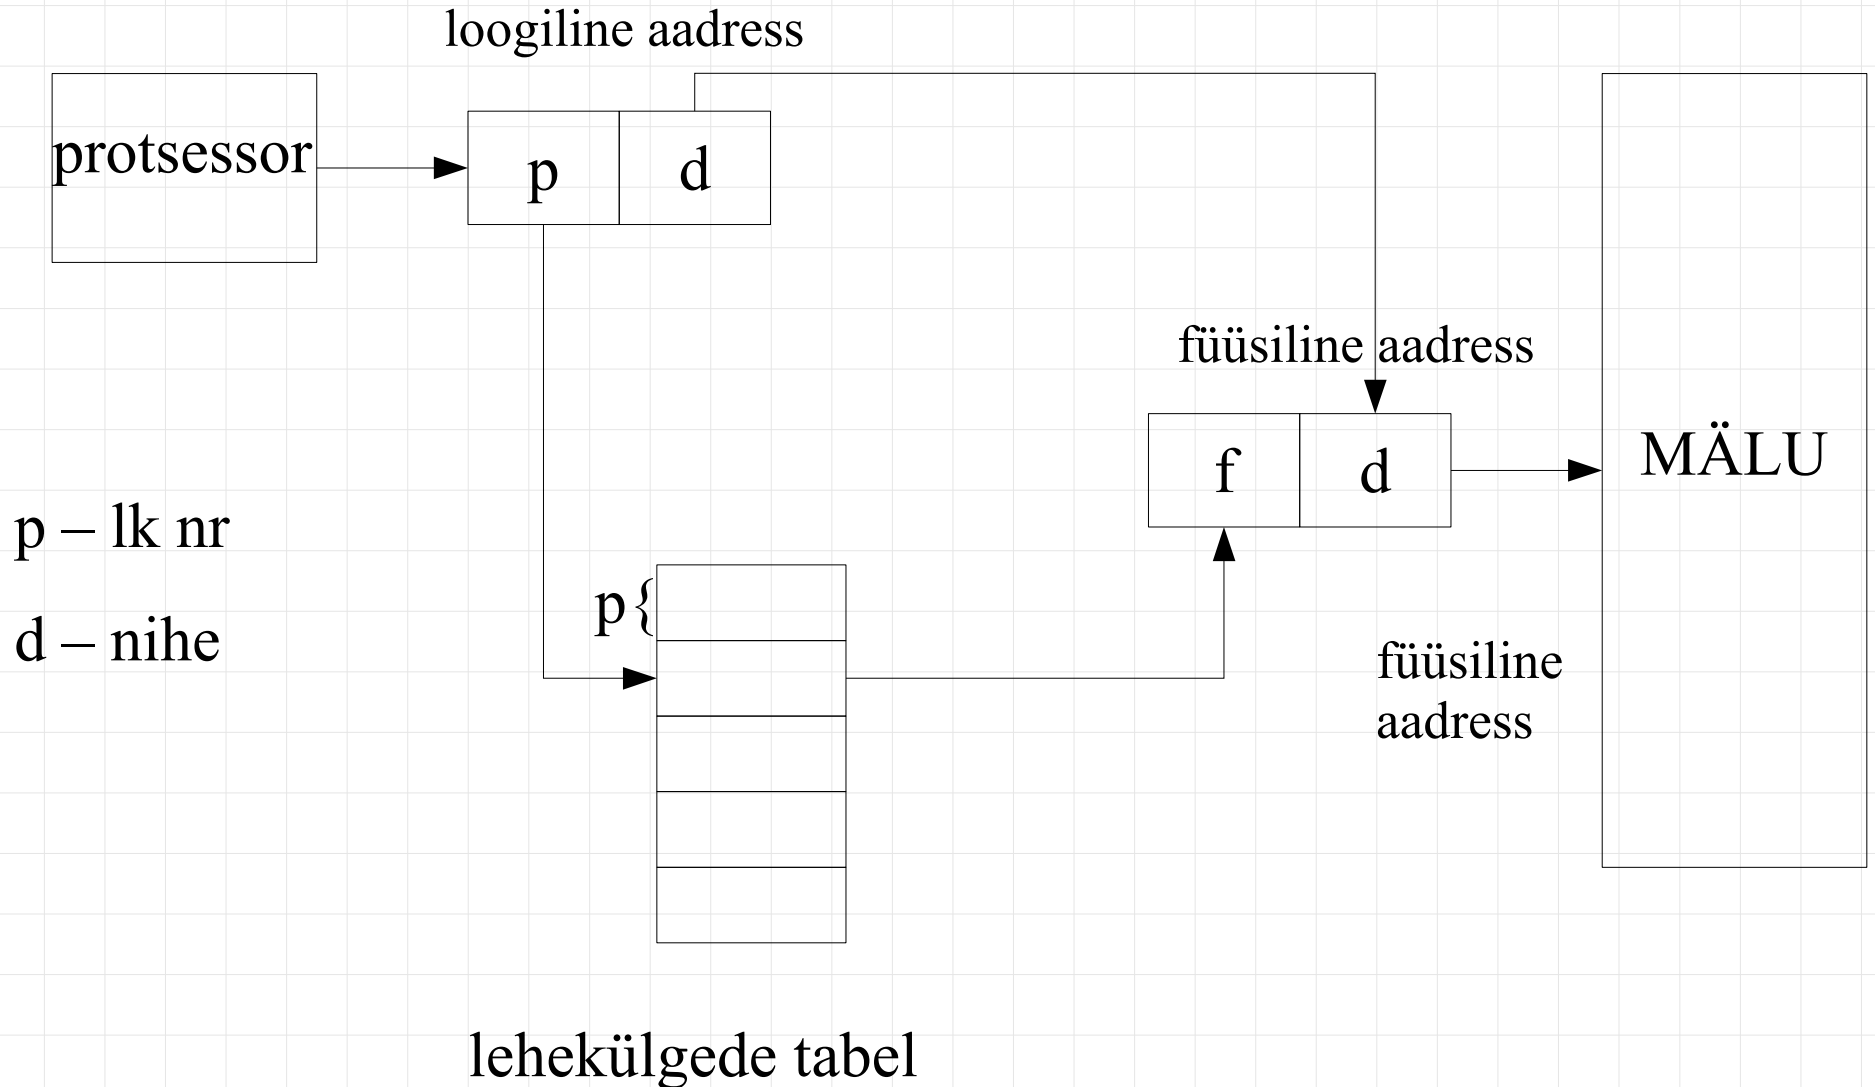 loogiline aadress
protsessor
p
d
füüsiline aadress
f
d
MÄLU
p – lk nr
d – nihe
p{
füüsiline
aadress
lehekülgede tabel